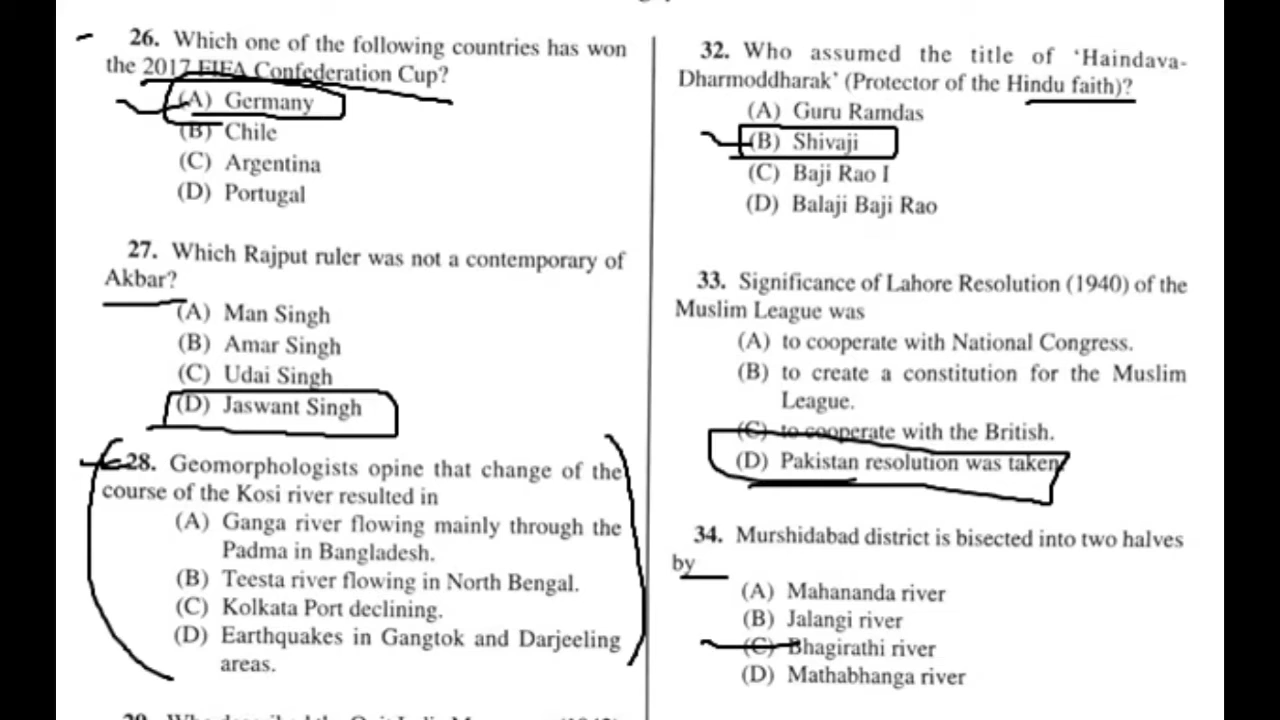 26. Which one of the following countries has won
the 2017 FIFA Confederation Cup?
(A) Germany
(B) Chile
(C) Argentina
(D) Portugal
27. Which Rajput ruler was not a contemporary of
Akbar?
(A) Man Singh
(B) Amar Singh
(C) Udai Singh
(D) Jaswant Singh
28. Geomorphologists opine that change of the
course of the Kosi river resulted in
(A) Ganga river flowing mainly through the
Padma in Bangladesh.
(B) Teesta river flowing in North Bengal.
(C) Kolkata Port declining.
(D) Earthquakes in Gangtok and Darjeeling
areas.
32. Who assumed the title of ‘Haindava-
Dharmoddharak’ (Protector of the Hindu faith)?
(A) Guru Ramdas
(B) Shivaji
(C) Baji Rao I
(D) Balaji Baji Rao
33. Significance of Lahore Resolution (1940) of the
Muslim League was
(A) to cooperate with National Congress.
(B) to create a constitution for the Muslim
League.
(C) to cooperate with the British.
(D) Pakistan resolution was taken
34. Murshidabad district is bisected into two halves
by
(A) Mahananda river
(B) Jalangi river
(C) Bhagirathi river
(D) Mathabhanga river